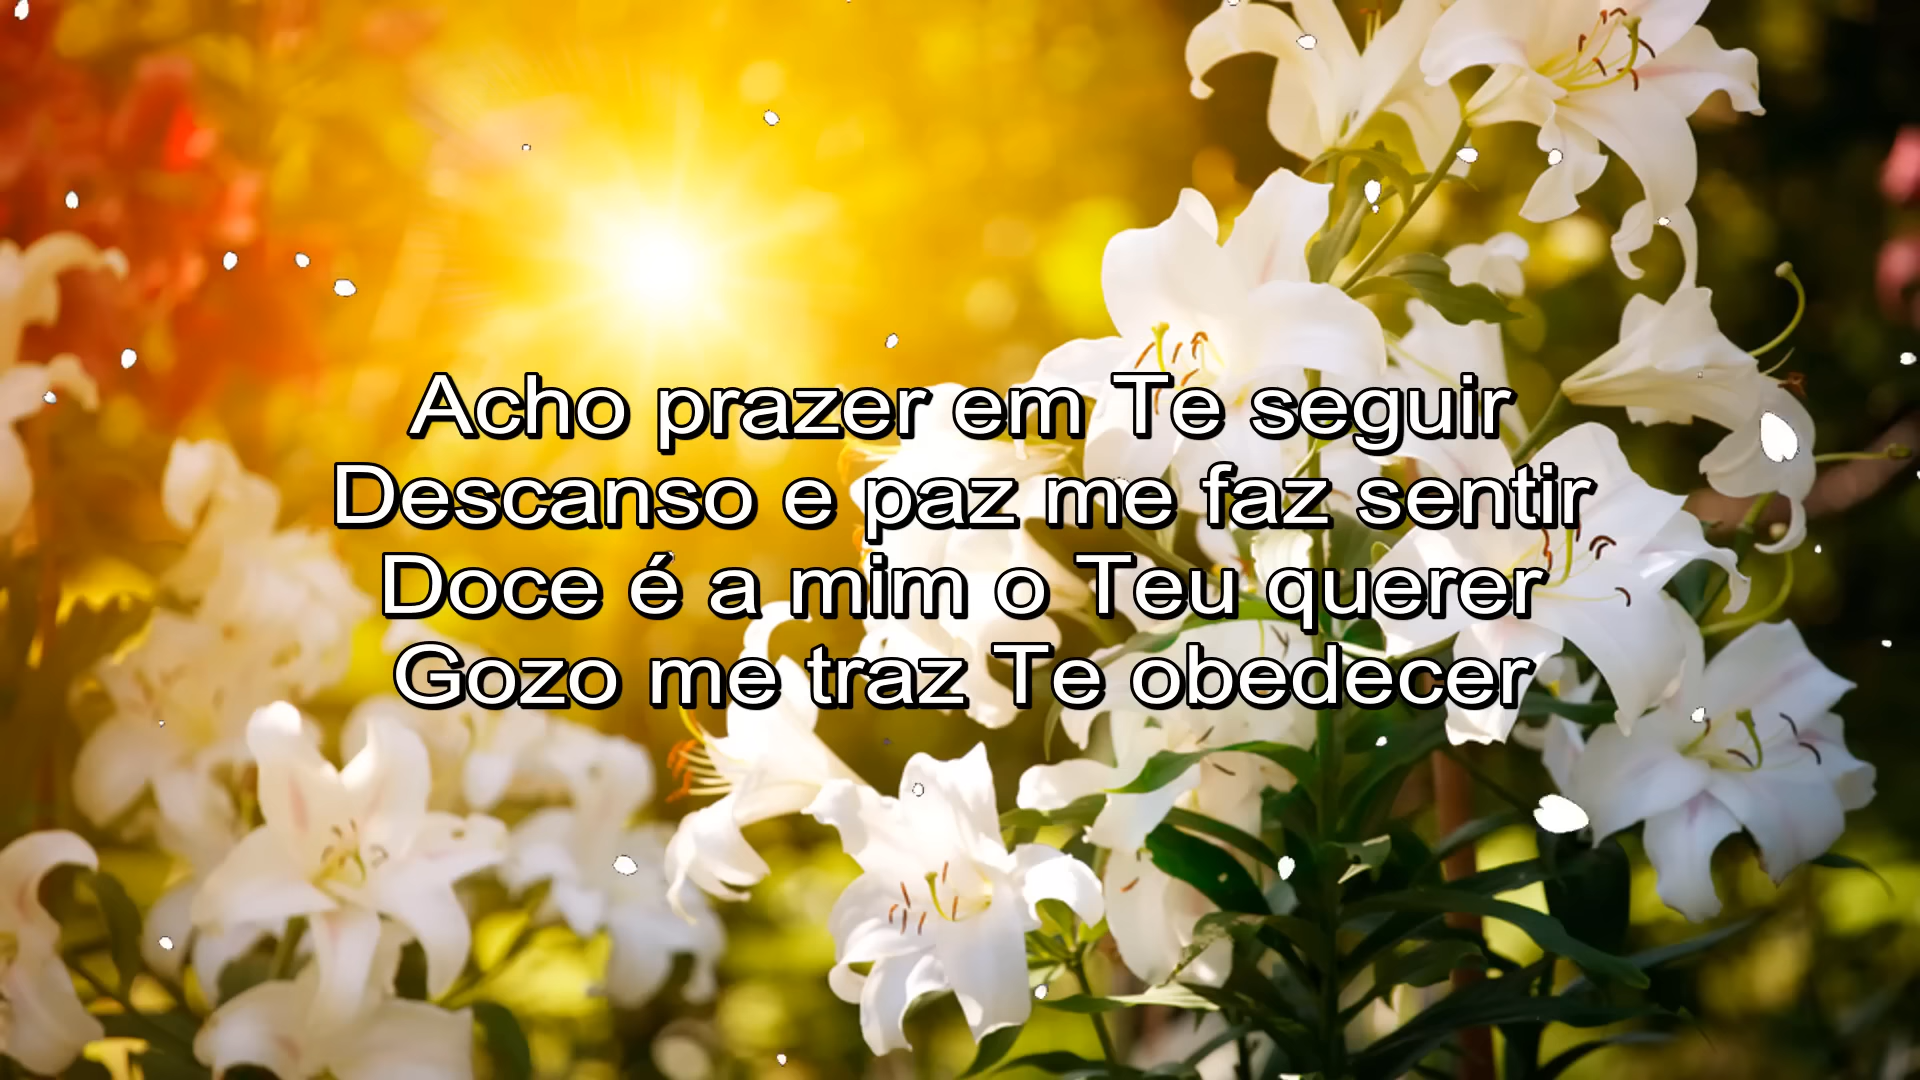 Acho prazer em Te seguir
Descanso e paz me faz sentir
Doce é a mim o Teu querer
Gozo me traz Te obedecer